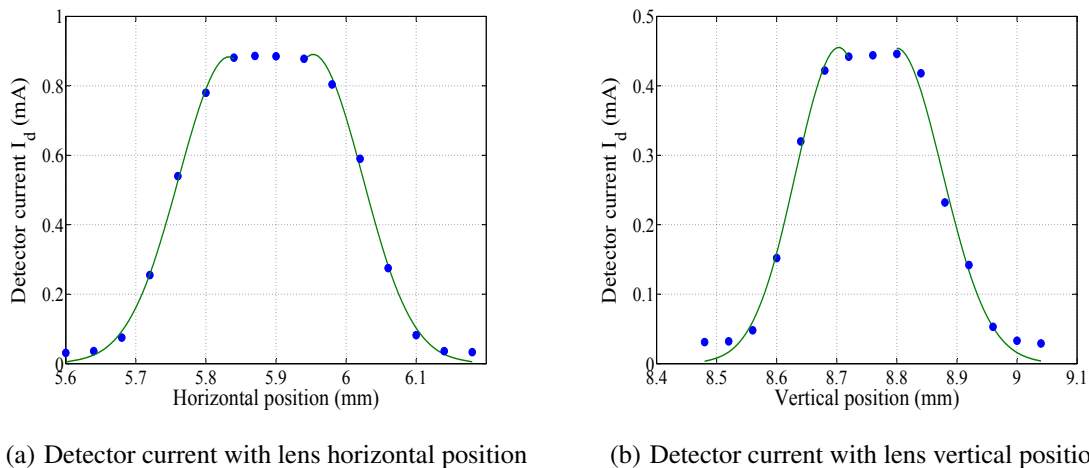 1
0.8
0.6
0.4
0.2
0
Detector current I_d (mA)
5.6 5.7 5.8 5.9 6 6.1
Horizontal position (mm)
(a) Detector current with lens horizontal position
0.5
0.4
0.3
0.2
0.1
0
Detector current I_d (mA)
8.4 8.5 8.6 8.7 8.8 8.9 9 9.1
Vertical position (mm)
(b) Detector current with lens vertical positio